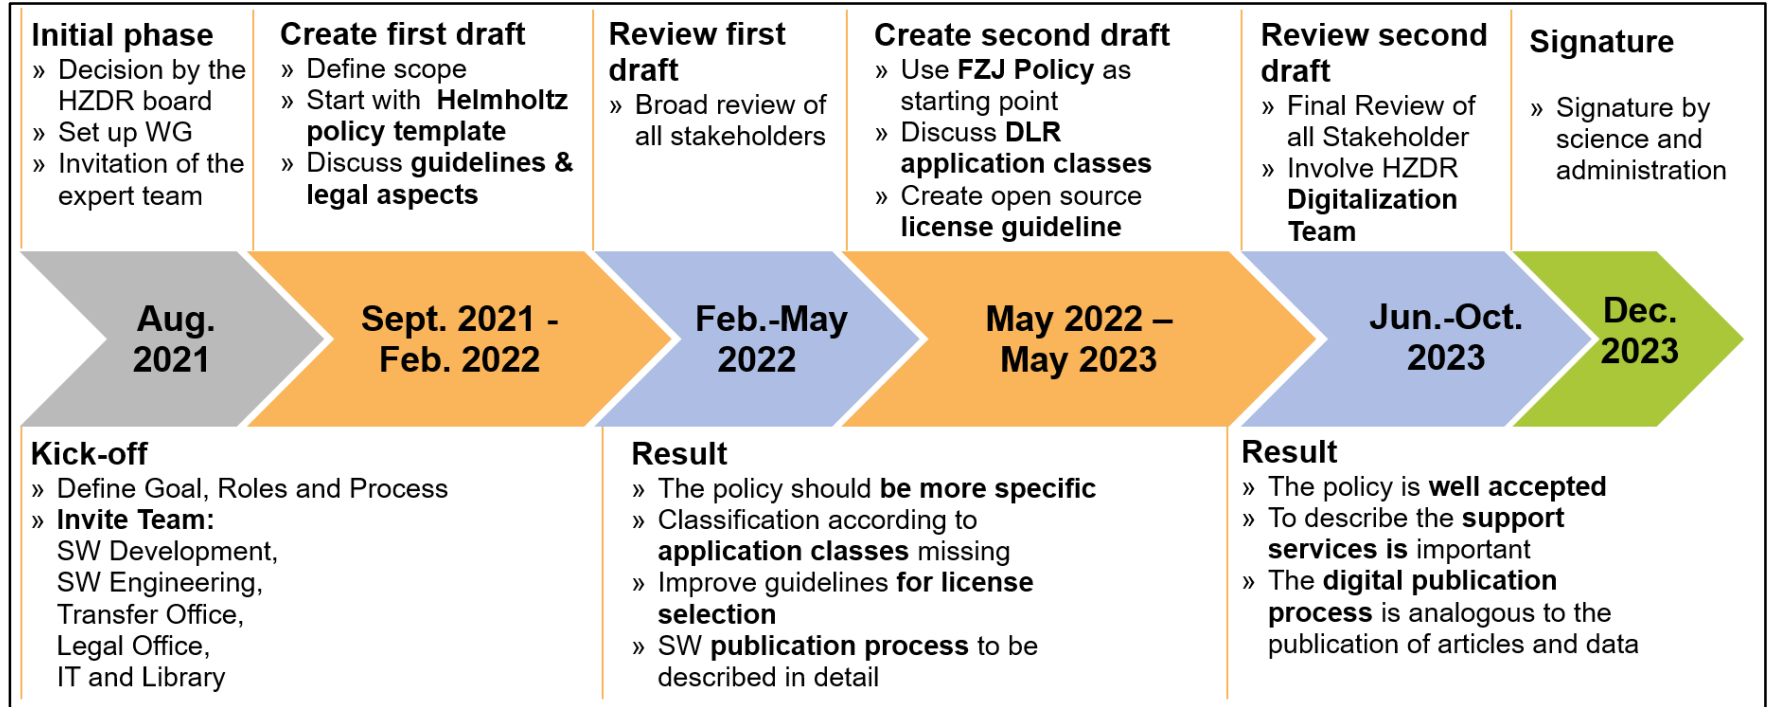 Initial phase
» Decision by the
HZDR board
» Set up WG
» Invitation of the
expert team
Create first draft
» Define scope
» Start with Helmholtz
policy template
» Discuss guidelines &
legal aspects
Review first
draft
» Broad review of
all stakeholders
Create second draft
» Use FZJ Policy as
starting point
» Discuss DLR
application classes
» Create open source
license guideline
Review second
draft
» Final Review of
all Stakeholder
» Involve HZDR
Digitalization
Team
Signature
» Signature by
science and
administration
Aug.
2021
Sept. 2021 -
Feb. 2022
Feb.-May
2022
May 2022 –
May 2023
Jun.-Oct.
2023
Dec.
2023
Kick-off
» Define Goal, Roles and Process
» Invite Team:
SW Development,
SW Engineering,
Transfer Office,
Legal Office,
IT and Library
Result
» The policy should be more specific
» Classification according to
application classes missing
» Improve guidelines for license
selection
» SW publication process to be
described in detail
Result
» The policy is well accepted
» To describe the support
services is important
» The digital publication
process is analogous to the
publication of articles and data